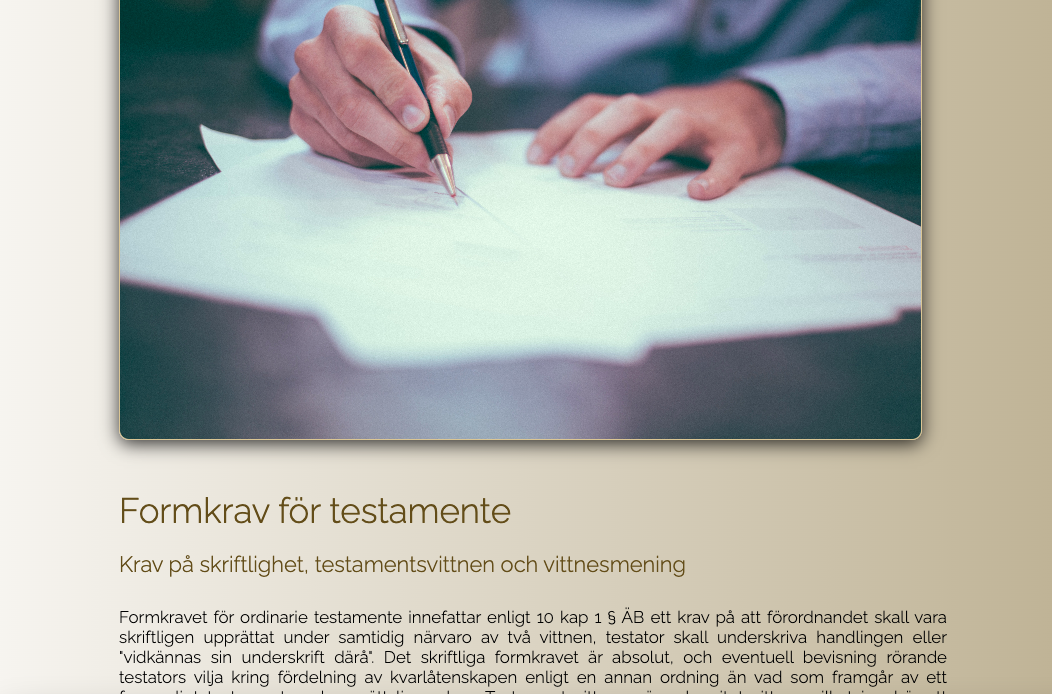 Formkrav för testamente
Krav på skriftlighet, testamentsvittnen och vittnesmening
Formkravet för ordinarie testamente innefattar enligt 10 kap 1 § ÄB ett krav på att förordnandet skall vara
skriftligen upprättat under samtidig närvaro av två vittnen, testator skall underskriva handlingen eller
"vidkännas sin underskrift därå". Det skriftliga formkravet är absolut, och eventuell bevisning rörande
testators vilja kring fördelning av kvarlåtenskapen enligt en annan ordning än vad som framgår av ett